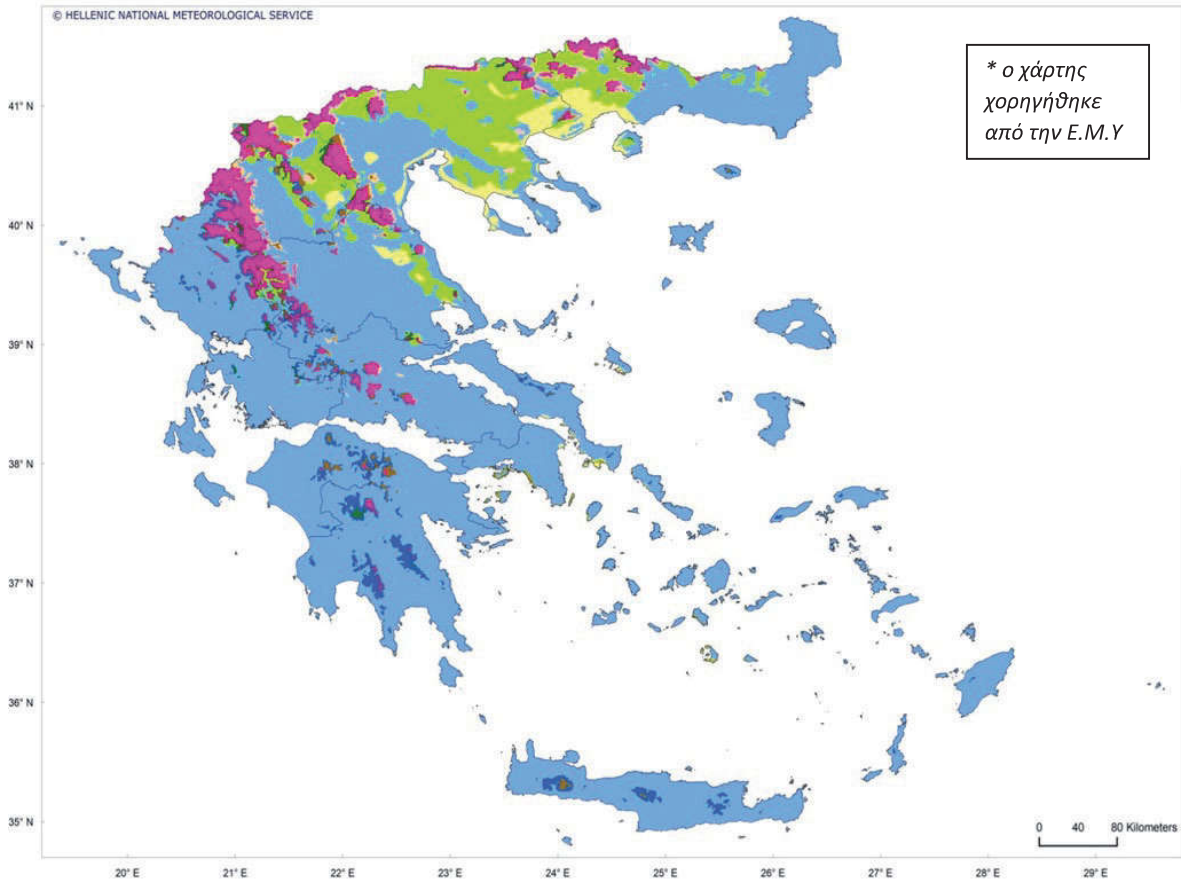 © HELLENIC NATIONAL METEOROLOGICAL SERVICE
* ο χάρτης
χορηγήθηκε
από την Ε.Μ.Υ
41° N
40° N
39° N
38° N
37° N
36° N
35° N
0 40 80 Kilometers
20° E 21° E 22° E 23° E 24° E 25° E 26° E 27° E 28° E 29° E